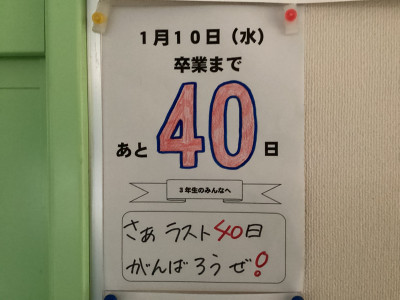 1月10日（水）
卒業まで
あと40日
3年生のみんなへ
さぁ ラスト40日
がんばろうぜ!